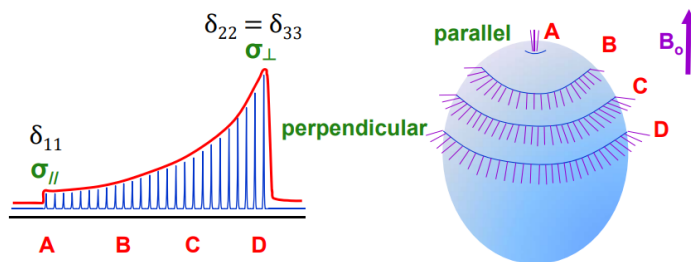 δ₂₂ = δ₃₃
σ⊥
δ₁₁
σ//
A B C D
parallel
A
B
B₀
C
perpendicular
D